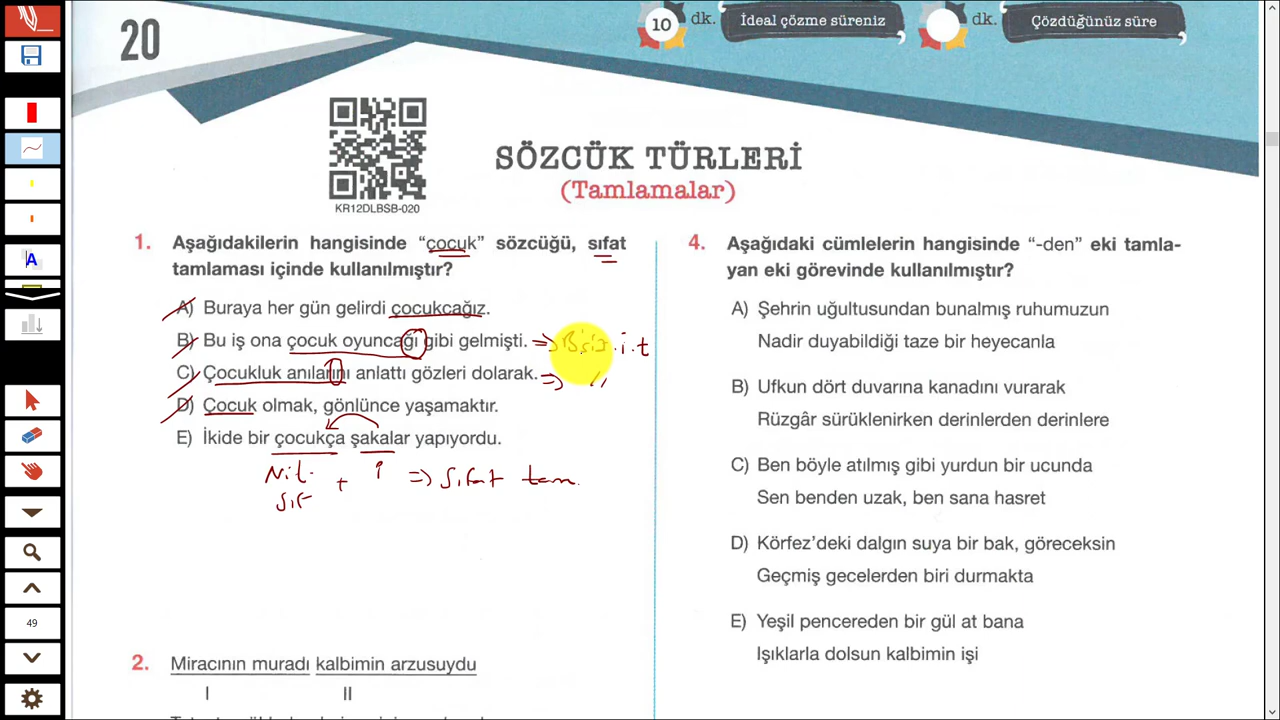 20
10 dk. İdeal çözme süreniz
dk. Çözdüğünüz süre
KR12DLBSB-020
SÖZCÜK TÜRLERİ
(Tamlamalar)
1. Aşağıdakilerin hangisinde "çocuk" sözcüğü, sıfat
tamlaması içinde kullanılmıştır?
A) Buraya her gün gelirdi çocukcağız.
B) Bu iş ona çocuk oyuncağı gibi gelmişti. => Bsiz.i.t
C) Çocukluk anılarını anlattı gözleri dolarak. => "
D) Çocuk olmak, gönlünce yaşamaktır.
E) İkide bir çocukça şakalar yapıyordu.
Nit. + i => Sıfat tam.
Sıf
2. Miracının muradı kalbimin arzusuydu
I II
4. Aşağıdaki cümlelerin hangisinde "-den" eki tamla-
yan eki görevinde kullanılmıştır?
A) Şehrin uğultusundan bunalmış ruhumuzun
Nadir duyabildiği taze bir heyecanla
B) Ufkun dört duvarına kanadını vurarak
Rüzgâr sürüklenirken derinlerden derinlere
C) Ben böyle atılmış gibi yurdun bir ucunda
Sen benden uzak, ben sana hasret
D) Körfez'deki dalgın suya bir bak, göreceksin
Geçmiş gecelerden biri durmakta
E) Yeşil pencereden bir gül at bana
Işıklarla dolsun kalbimin işi
A
49